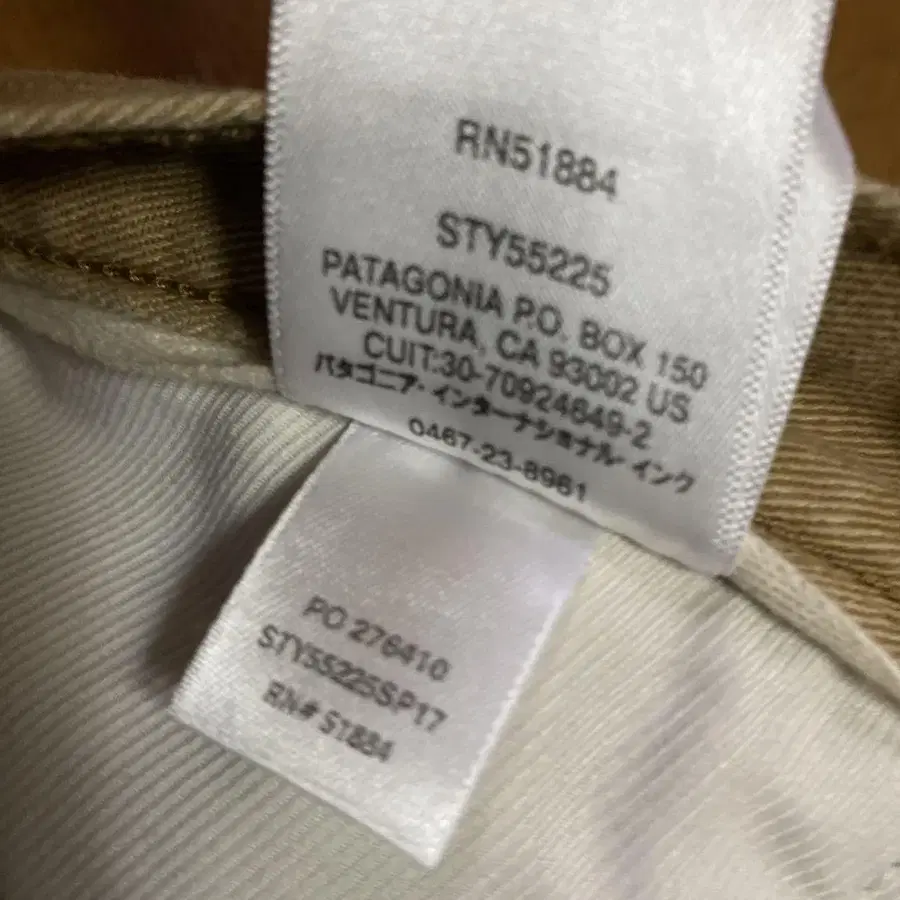 RN51884
STY55225
PATAGONIA P.O. BOX 150
VENTURA, CA 93002 US
CUIT:30-70924649-2
パタゴニア・インターナショナル・インク
0467-23-8961
PO 276410
STY55225SP17
RN# 51884